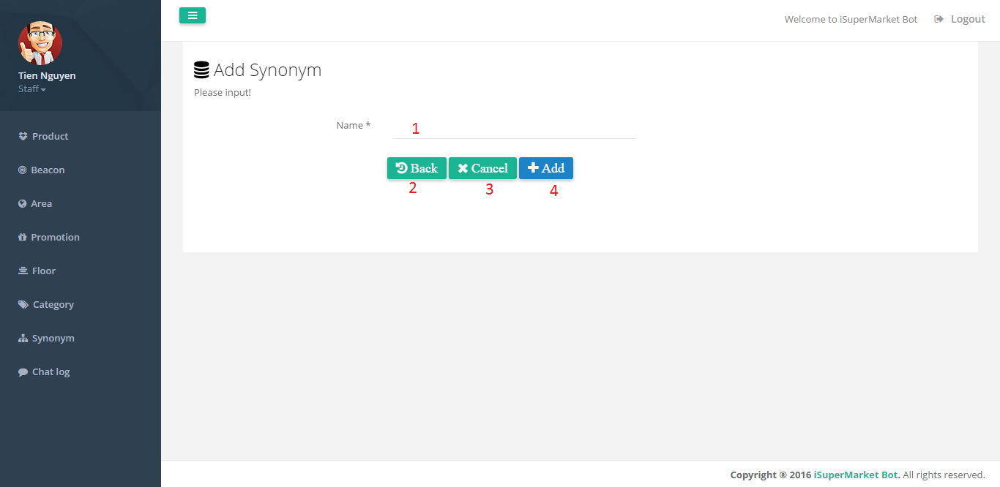 Tien Nguyen
Staff
Product
Beacon
Area
Promotion
Floor
Category
Synonym
Chat log
Welcome to iSuperMarket Bot
Logout
Add Synonym
Please input!
Name * 1
Back Cancel Add
2 3 4
Copyright ® 2016 iSuperMarket Bot. All rights reserved.